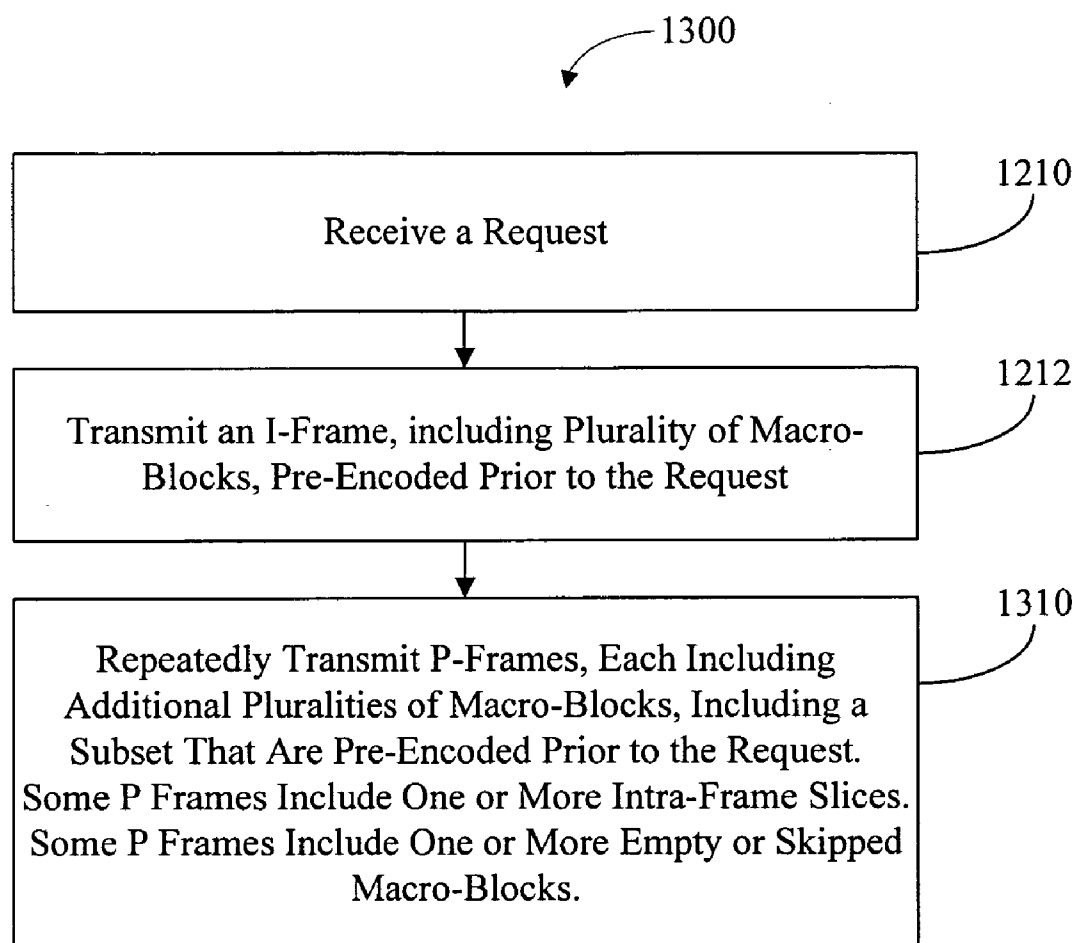 1300
1210
Receive a Request
1212
Transmit an I-Frame, including Plurality of Macro-
Blocks, Pre-Encoded Prior to the Request
1310
Repeatedly Transmit P-Frames, Each Including
Additional Pluralities of Macro-Blocks, Including a
Subset That Are Pre-Encoded Prior to the Request.
Some P Frames Include One or More Intra-Frame Slices.
Some P Frames Include One or More Empty or Skipped
Macro-Blocks.